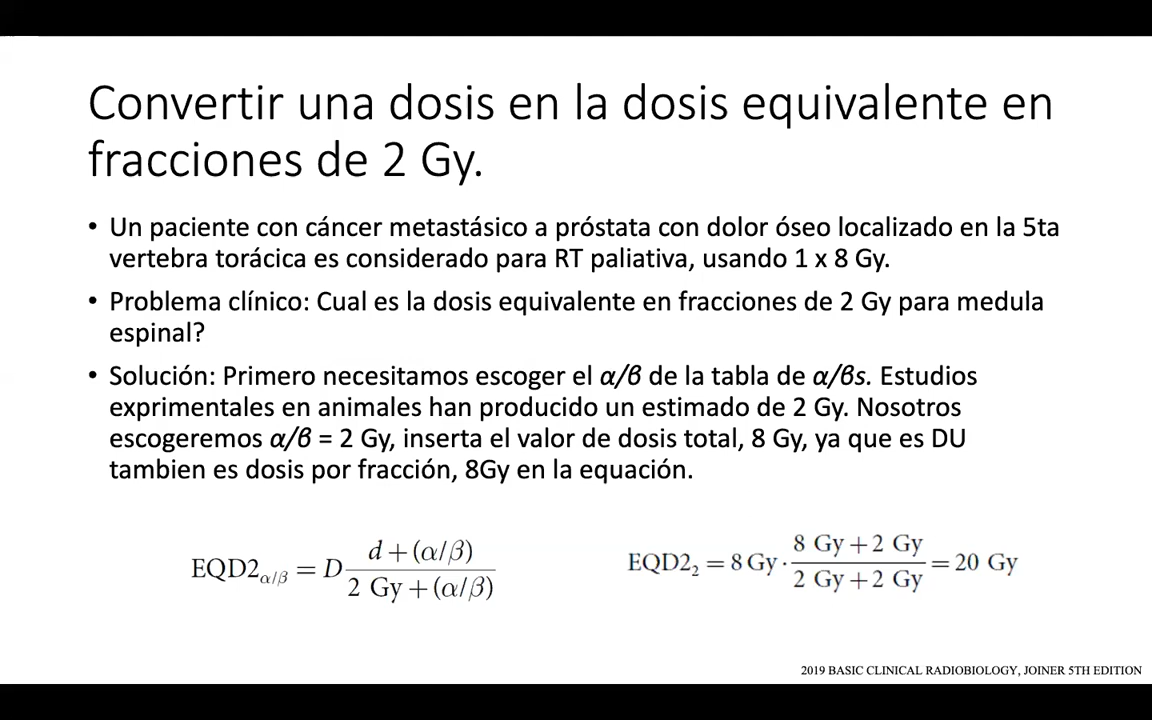 Convertir una dosis en la dosis equivalente en
fracciones de 2 Gy.
• Un paciente con cáncer metastásico a próstata con dolor óseo localizado en la 5ta
vertebra torácica es considerado para RT paliativa, usando 1 x 8 Gy.
• Problema clínico: Cual es la dosis equivalente en fracciones de 2 Gy para medula
espinal?
• Solución: Primero necesitamos escoger el α/β de la tabla de α/βs. Estudios
exprimentales en animales han producido un estimado de 2 Gy. Nosotros
escogeremos α/β = 2 Gy, inserta el valor de dosis total, 8 Gy, ya que es DU
tambien es dosis por fracción, 8Gy en la equación.
EQD2α/β = D d + (α/β) / 2 Gy + (α/β)
EQD2₂ = 8 Gy · 8 Gy + 2 Gy / 2 Gy + 2 Gy = 20 Gy
2019 BASIC CLINICAL RADIOBIOLOGY, JOINER 5TH EDITION